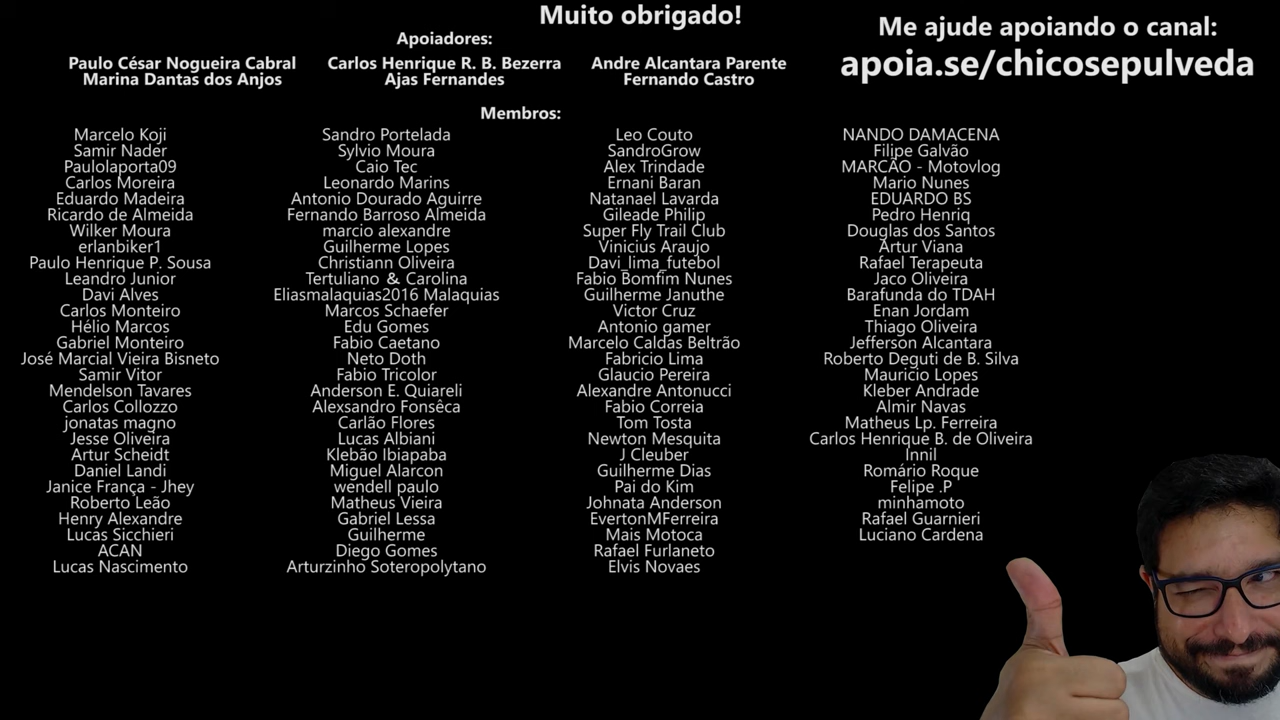 Muito obrigado!
Me ajude apoiando o canal:
apoia.se/chicosepulveda
Apoiadores:
Paulo César Nogueira Cabral
Marina Dantas dos Anjos
Carlos Henrique R. B. Bezerra
Ajas Fernandes
Andre Alcantara Parente
Fernando Castro
Membros:
Marcelo Koji
Samir Nader
Paulolaporta09
Carlos Moreira
Eduardo Madeira
Ricardo de Almeida
Wilker Moura
erlanbiker1
Paulo Henrique P. Sousa
Leandro Junior
Davi Alves
Carlos Monteiro
Hélio Marcos
Gabriel Monteiro
José Marcial Vieira Bisneto
Samir Vitor
Mendelson Tavares
Carlos Collozzo
jonatas magno
Jesse Oliveira
Artur Scheidt
Daniel Landi
Janice França - Jhey
Roberto Leão
Henry Alexandre
Lucas Sicchieri
ACAN
Lucas Nascimento
Sandro Portelada
Sylvio Moura
Caio Tec
Leonardo Marins
Antonio Dourado Aguirre
Fernando Barroso Almeida
marcio alexandre
Guilherme Lopes
Christiann Oliveira
Tertuliano & Carolina
Eliasmalaquias2016 Malaquias
Marcos Schaefer
Edu Gomes
Fabio Caetano
Neto Doth
Fabio Tricolor
Anderson E. Quiareli
Alexsandro Fonsêca
Carlão Flores
Lucas Albiani
Klebão Ibiapaba
Miguel Alarcon
wendell paulo
Matheus Vieira
Gabriel Lessa
Guilherme
Diego Gomes
Arturzinho Soteropolytano
Leo Couto
SandroGrow
Alex Trindade
Ernani Baran
Natanael Lavarda
Gileade Philip
Super Fly Trail Club
Vinicius Araujo
Davi_lima_futebol
Fabio Bomfim Nunes
Guilherme Januthe
Victor Cruz
Antonio gamer
Marcelo Caldas Beltrão
Fabricio Lima
Glaucio Pereira
Alexandre Antonucci
Fabio Correia
Tom Tosta
Newton Mesquita
J Cleuber
Guilherme Dias
Pai do Kim
Johnata Anderson
EvertonMFerreira
Mais Motoca
Rafael Furlaneto
Elvis Novaes
NANDO DAMACENA
Filipe Galvão
MARCÃO - Motovlog
Mario Nunes
EDUARDO BS
Pedro Henriq
Douglas dos Santos
Artur Viana
Rafael Terapeuta
Jaco Oliveira
Barafunda do TDAH
Enan Jordam
Thiago Oliveira
Jefferson Alcantara
Roberto Deguti de B. Silva
Mauricio Lopes
Kleber Andrade
Almir Navas
Matheus Lp. Ferreira
Carlos Henrique B. de Oliveira
Innil
Romário Roque
Felipe .P
minhamoto
Rafael Guarnieri
Luciano Cardena